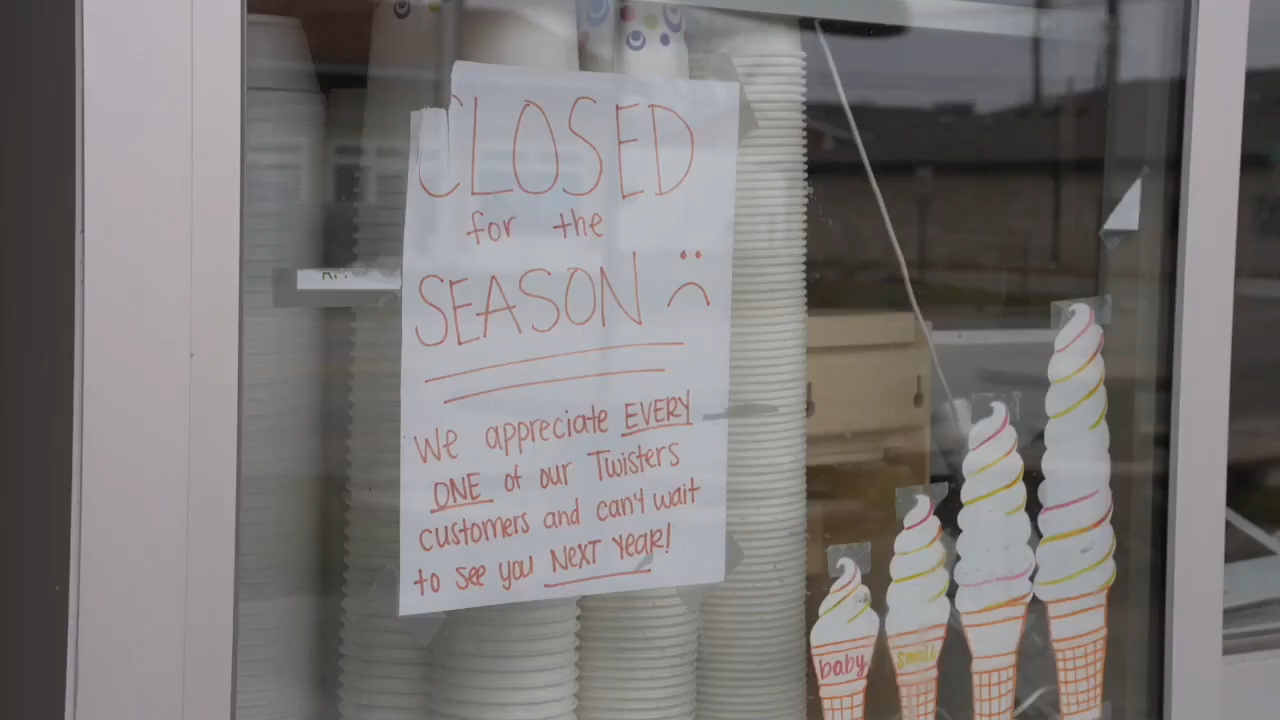 CLOSED
for the
SEASON :(
We appreciate EVERY
ONE of our Twisters
customers and can't wait
to see you NEXT YEAR!
baby
small